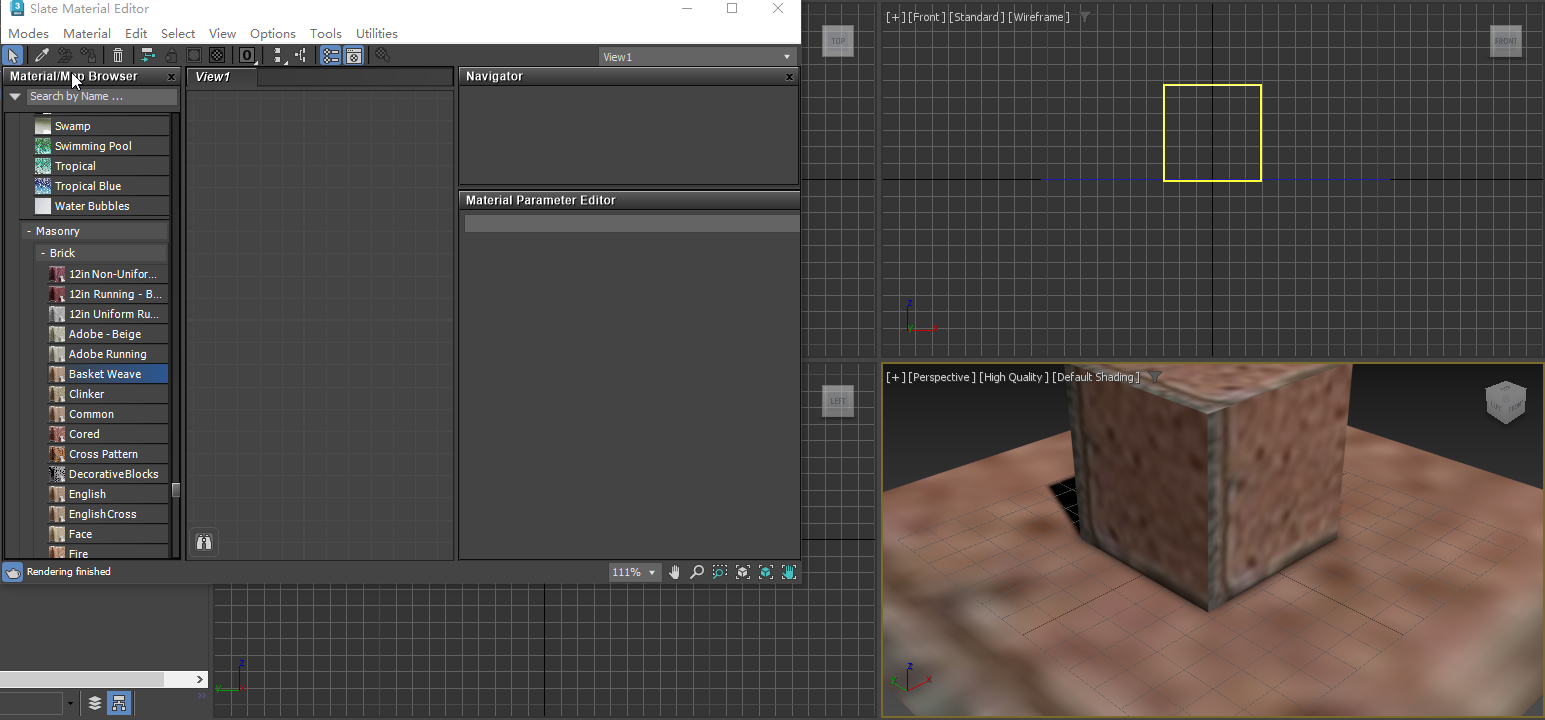 Slate Material Editor
Modes Material Edit Select View Options Tools Utilities
View1
Material/Map Browser
View1
Navigator
Search by Name ...
Swamp
Swimming Pool
Tropical
Tropical Blue
Water Bubbles
- Masonry
- Brick
12in Non-Unifor...
12in Running - B...
12in Uniform Ru...
Adobe - Beige
Adobe Running
Basket Weave
Clinker
Common
Cored
Cross Pattern
DecorativeBlocks
English
EnglishCross
Face
Fire
Material Parameter Editor
Rendering finished
111%
TOP
[+] [Front] [Standard] [Wireframe]
FRONT
z
x
LEFT
[+] [Perspective] [High Quality] [Default Shading]
LEFT
FRONT
z
y
x
z
y